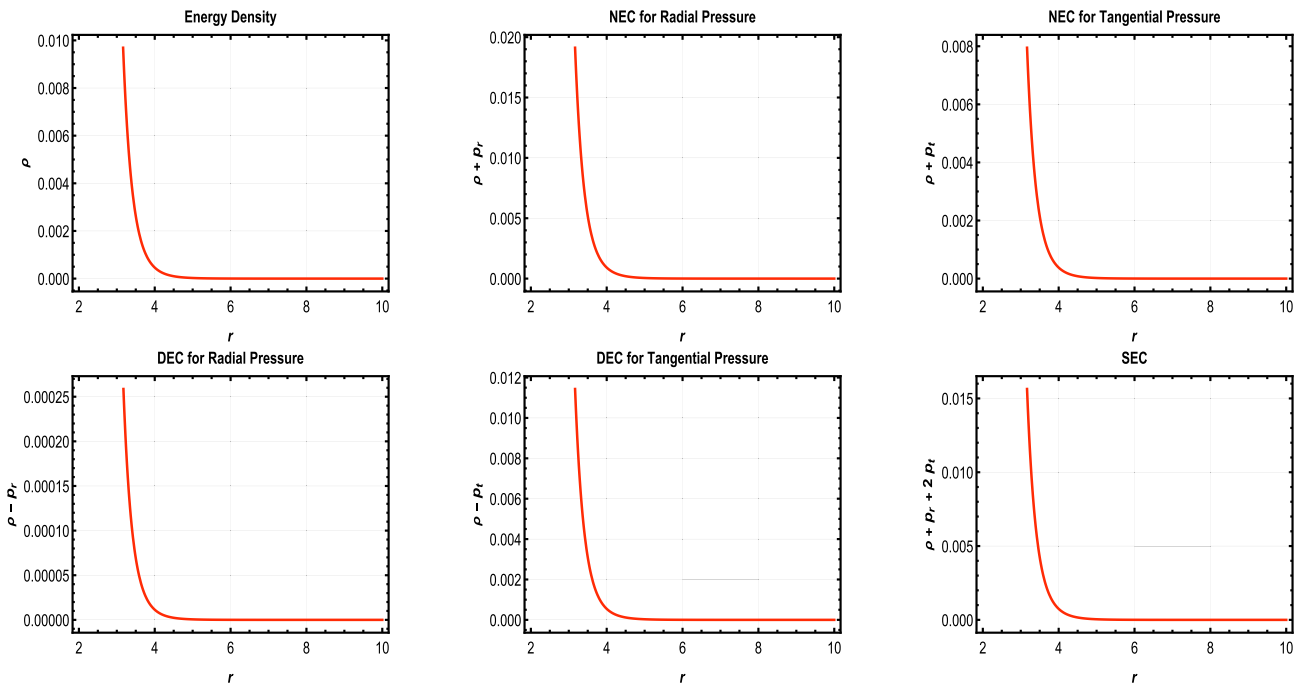 Energy Density
ρ
0.010
0.008
0.006
0.004
0.002
0.000
2 4 6 8 10
r
NEC for Radial Pressure
ρ + pr
0.020
0.015
0.010
0.005
0.000
2 4 6 8 10
r
NEC for Tangential Pressure
ρ + pt
0.008
0.006
0.004
0.002
0.000
2 4 6 8 10
r
DEC for Radial Pressure
ρ − pr
0.00025
0.00020
0.00015
0.00010
0.00005
0.00000
2 4 6 8 10
r
DEC for Tangential Pressure
ρ − pt
0.012
0.010
0.008
0.006
0.004
0.002
0.000
2 4 6 8 10
r
SEC
ρ + pr + 2 pt
0.015
0.010
0.005
0.000
2 4 6 8 10
r